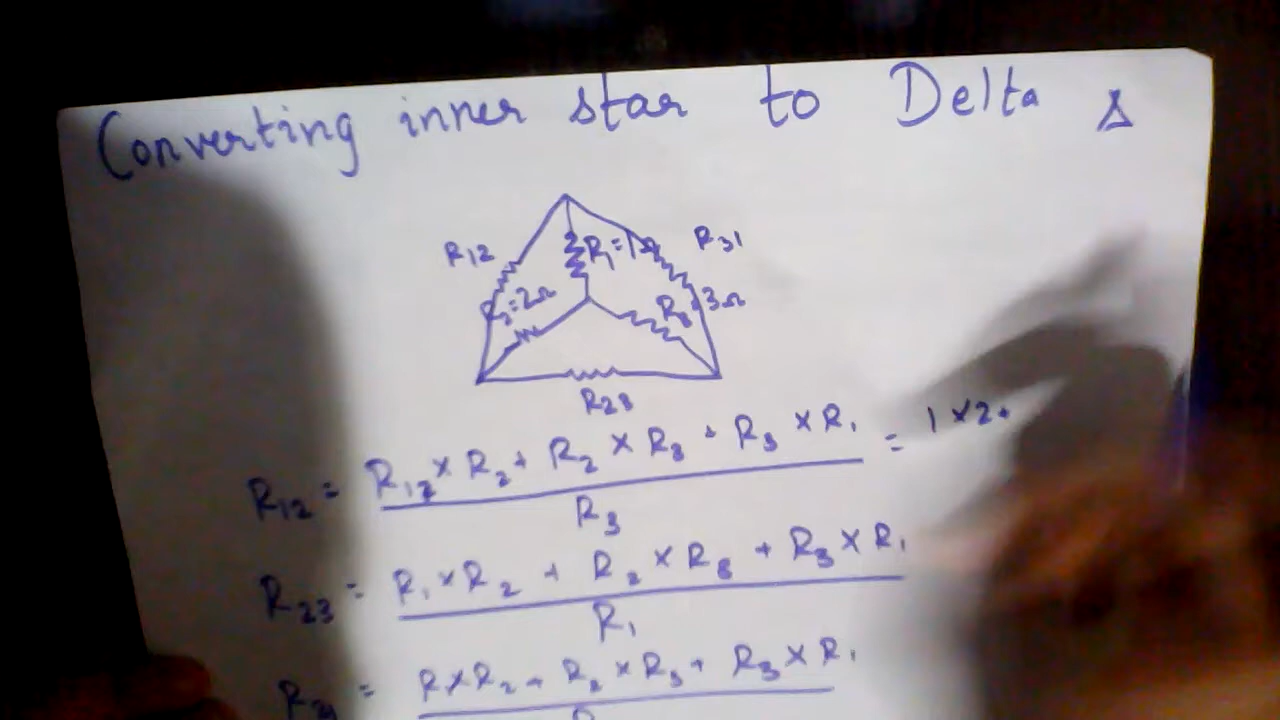 Converting inner star to Delta Δ
R12
R1=1Ω
R31
R2=2Ω
R3=3Ω
R23
R12 = R12×R2 + R2×R3 + R3×R1 / R3 = 1×2+
R23 = R1×R2 + R2×R3 + R3×R1 / R1
R31 = R×R2 + R2×R3 + R3×R1